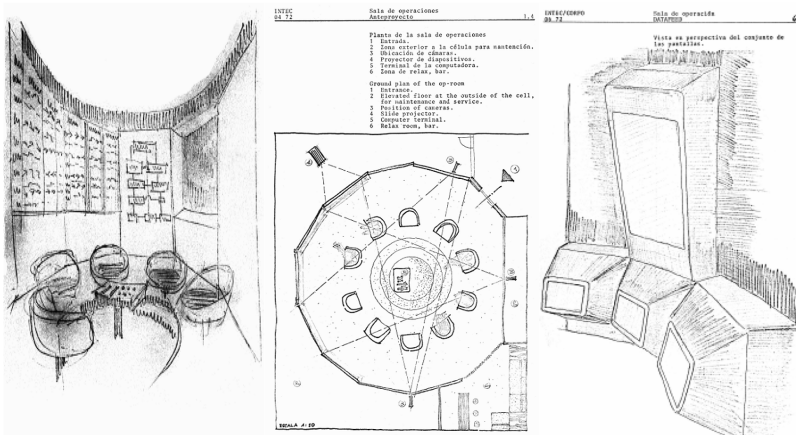 INTEC
04 72
Sala de operaciones
Anteproyecto
1.4
Planta de la sala de operaciones
1 Entrada.
2 Zona exterior a la célula para mantención.
3 Ubicación de cámaras.
4 Proyector de diapositivos.
5 Terminal de la computadora.
6 Zona de relax, bar.
Ground plan of the op-room
1 Entrance.
2 Elevated floor at the outside of the cell,
for maintenance and service.
3 Position of cameras.
4 Slide projector.
5 Computer terminal.
6 Relax room, bar.
ESCALA 1:50
INTEC/CORFO
04 72
Sala de operación
DATAFEED
6
Vista en perspectiva del conjunto de
las pantallas.